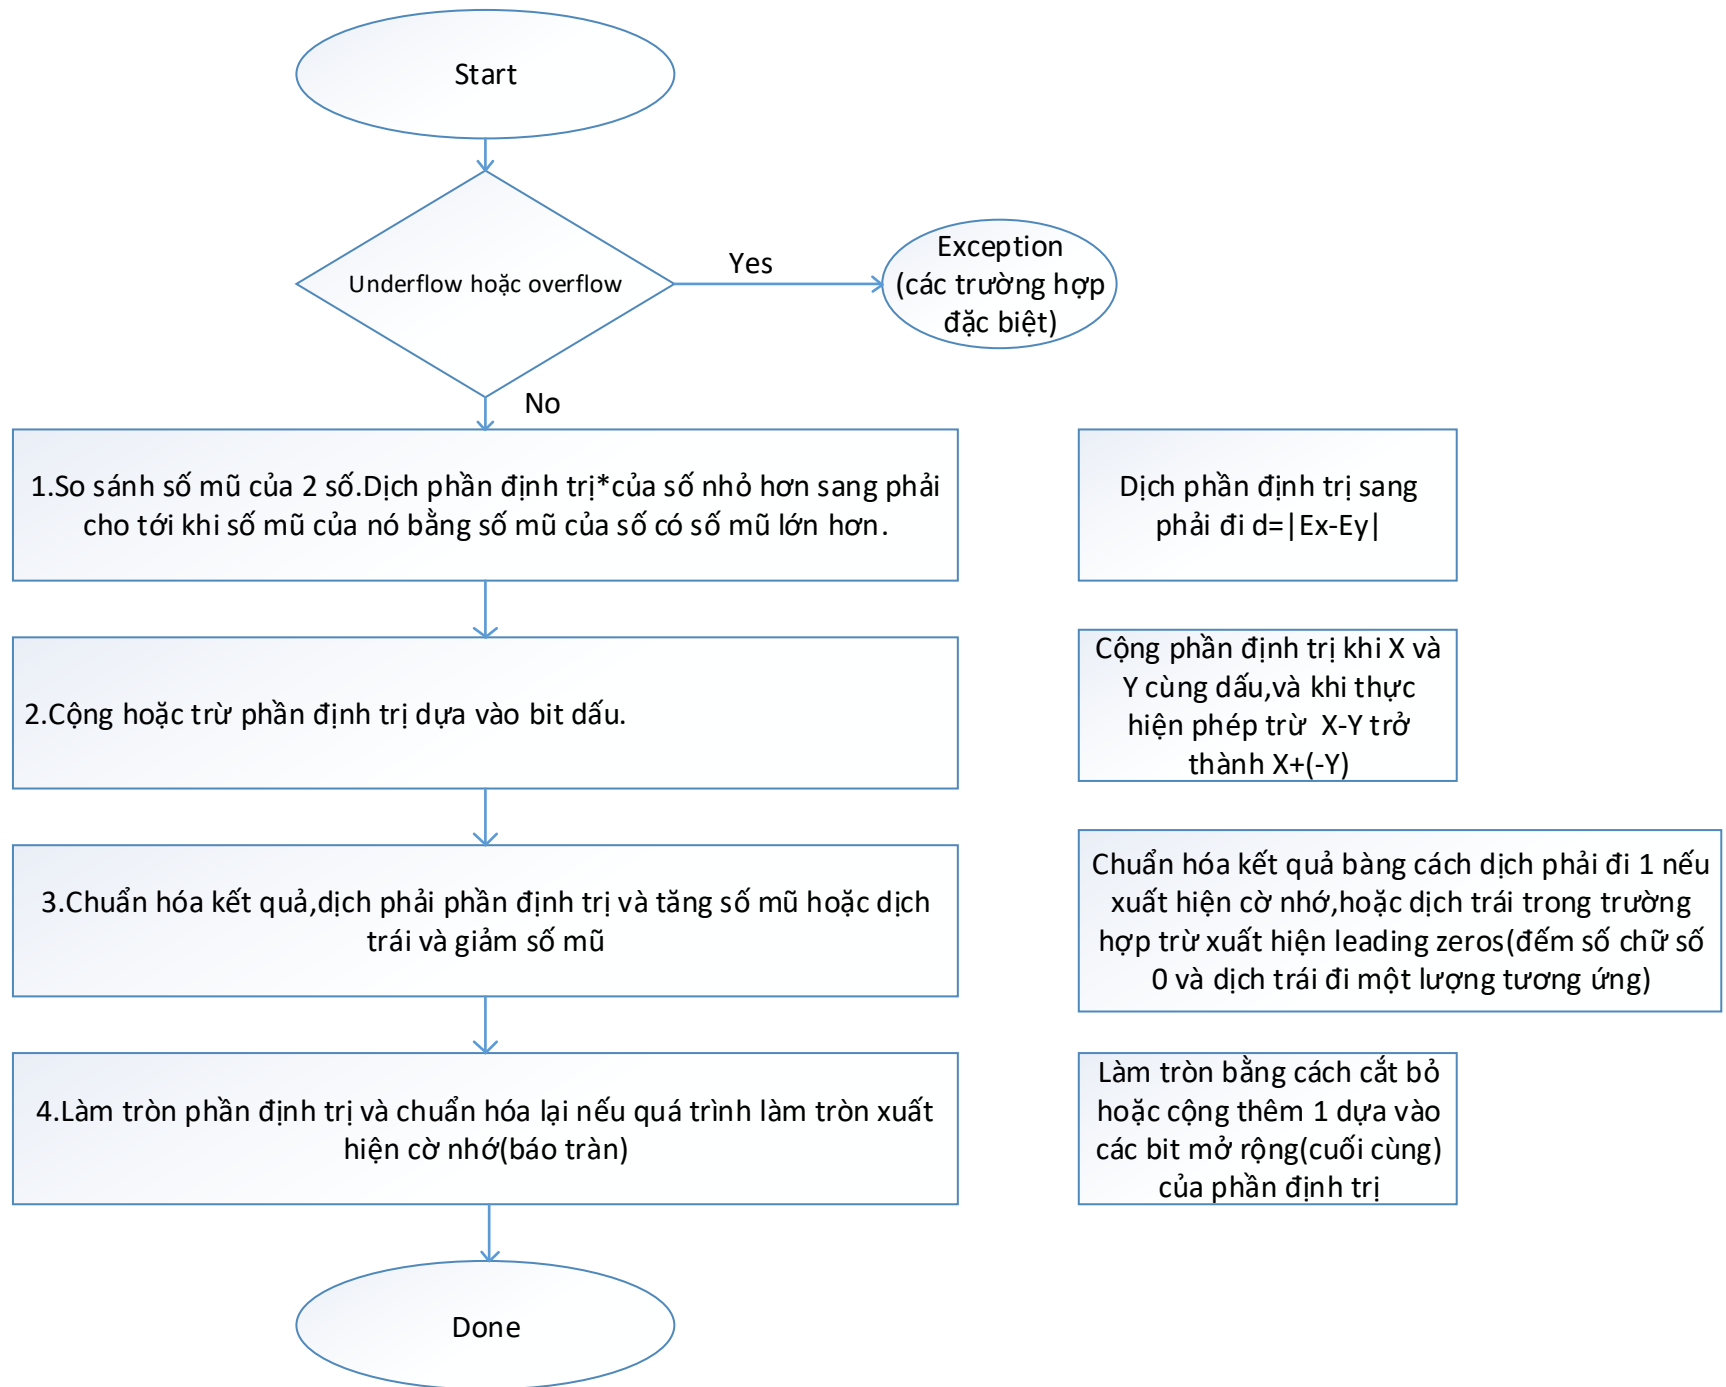 Start
Underflow hoặc overflow
Yes
Exception
(các trường hợp
đặc biệt)
No
1.So sánh số mũ của 2 số.Dịch phần định trị*của số nhỏ hơn sang phải
cho tới khi số mũ của nó bằng số mũ của số có số mũ lớn hơn.
Dịch phần định trị sang
phải đi d=|Ex-Ey|
2.Cộng hoặc trừ phần định trị dựa vào bit dấu.
Cộng phần định trị khi X và
Y cùng dấu,và khi thực
hiện phép trừ X-Y trở
thành X+(-Y)
3.Chuẩn hóa kết quả,dịch phải phần định trị và tăng số mũ hoặc dịch
trái và giảm số mũ
Chuẩn hóa kết quả bàng cách dịch phải đi 1 nếu
xuất hiện cờ nhớ,hoặc dịch trái trong trường
hợp trừ xuất hiện leading zeros(đếm số chữ số
0 và dịch trái đi một lượng tương ứng)
4.Làm tròn phần định trị và chuẩn hóa lại nếu quá trình làm tròn xuất
hiện cờ nhớ(báo tràn)
Làm tròn bằng cách cắt bỏ
hoặc cộng thêm 1 dựa vào
các bit mở rộng(cuối cùng)
của phần định trị
Done